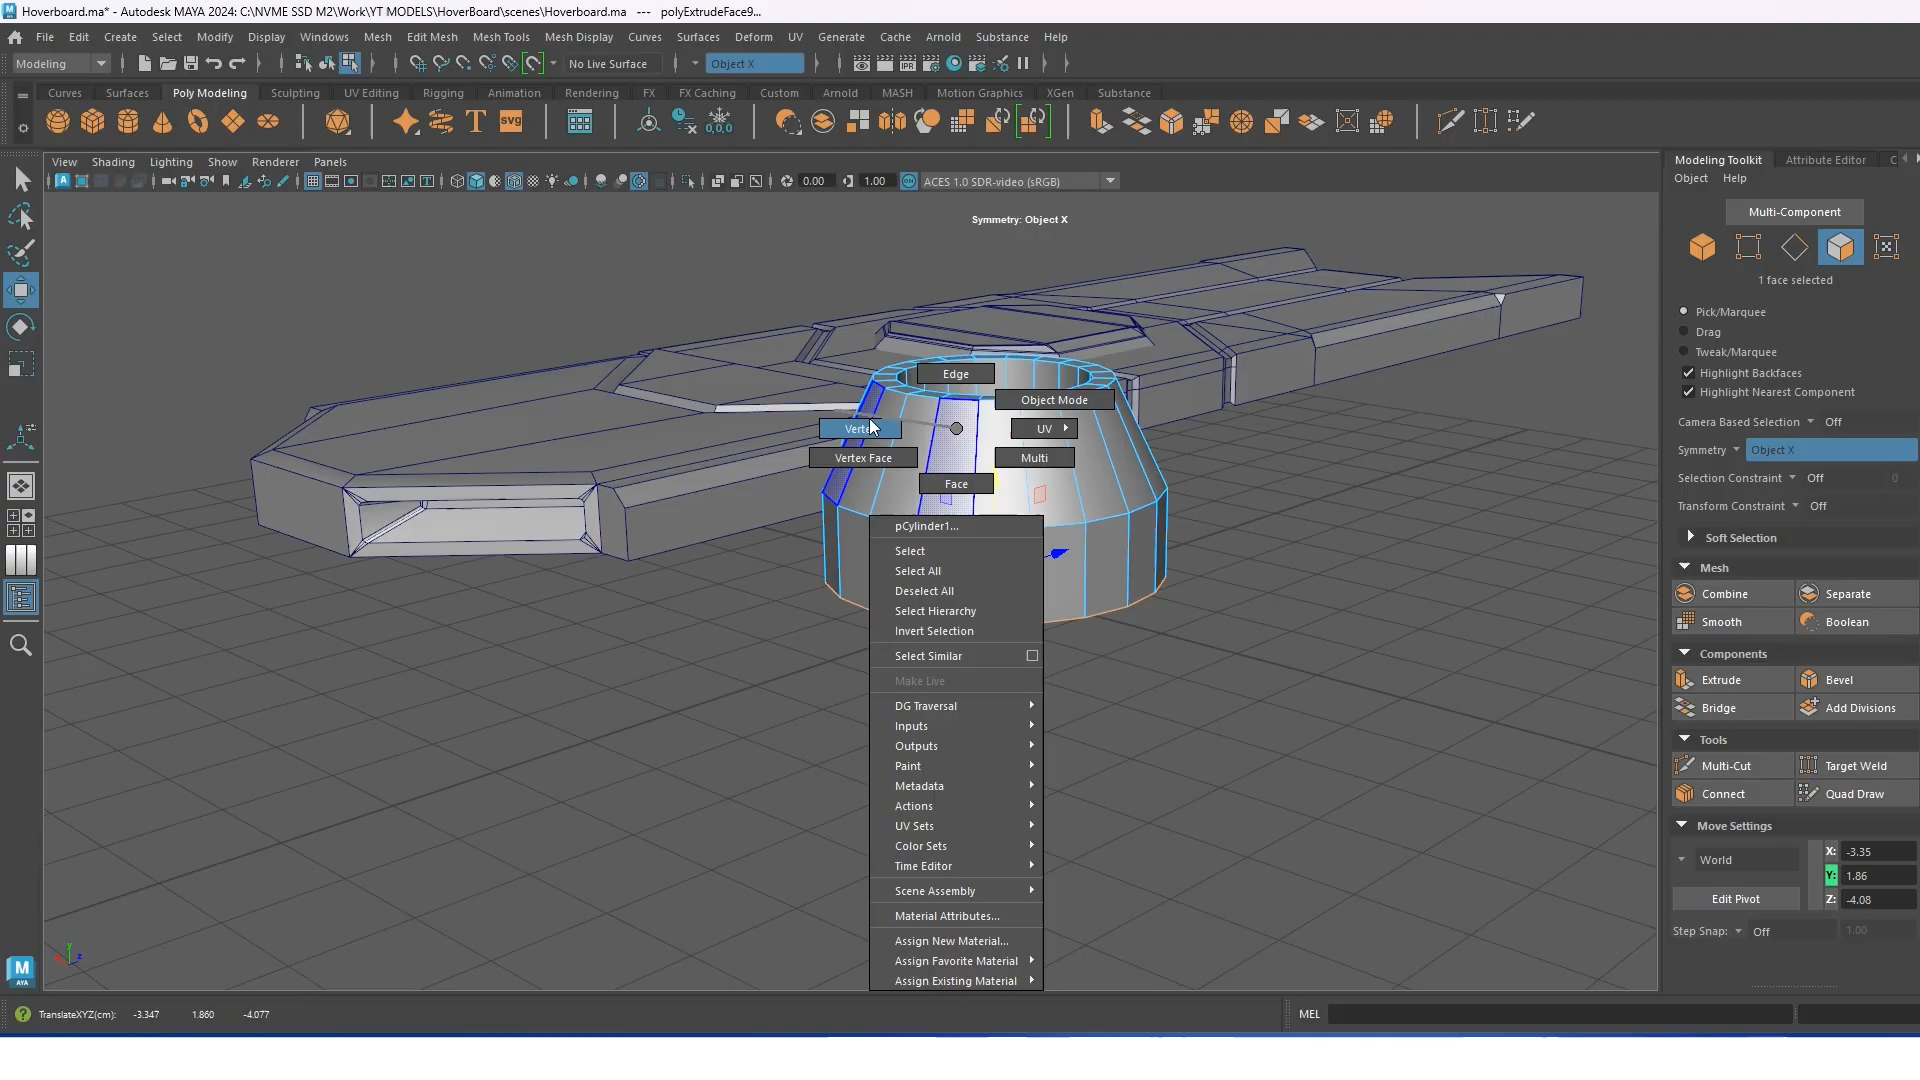 Hoverboard.ma* - Autodesk MAYA 2024: C:\NVME SSD M2\Work\YT MODELS\HoverBoard\scenes\Hoverboard.ma   ---   polyExtrudeFace9...
File Edit Create Select Modify Display Windows Mesh Edit Mesh Mesh Tools Mesh Display Curves Surfaces Deform UV Generate Cache Arnold Substance Help
Modeling No Live Surface Object X
Curves Surfaces Poly Modeling Sculpting UV Editing Rigging Animation Rendering FX FX Caching Custom Arnold MASH Motion Graphics XGen Substance
SVG 0,0,0
View Shading Lighting Show Renderer Panels
0.00 1.00 ACES 1.0 SDR-video (sRGB)
Symmetry: Object X
Edge
Object Mode
UV
Vertex Face
Multi
Face
pCylinder1...
Select
Select All
Deselect All
Select Hierarchy
Invert Selection
Select Similar
Make Live
DG Traversal
Inputs
Outputs
Paint
Metadata
Actions
UV Sets
Color Sets
Time Editor
Scene Assembly
Material Attributes...
Assign New Material...
Assign Favorite Material
Assign Existing Material
Modeling Toolkit Attribute Editor C
Object Help
Multi-Component
1 face selected
Pick/Marquee
Drag
Tweak/Marquee
Highlight Backfaces
Highlight Nearest Component
Camera Based Selection Off
Symmetry Object X
Selection Constraint Off 0
Transform Constraint Off
Soft Selection
Mesh
Combine Separate
Smooth Boolean
Components
Extrude Bevel
Bridge Add Divisions
Tools
Multi-Cut Target Weld
Connect Quad Draw
Move Settings
World
X: -3.35
Y: 1.86
Z: -4.08
Edit Pivot
Step Snap: Off 1.00
M
AYA
y z
TranslateXYZ(cm): -3.347 1.860 -4.077
MEL